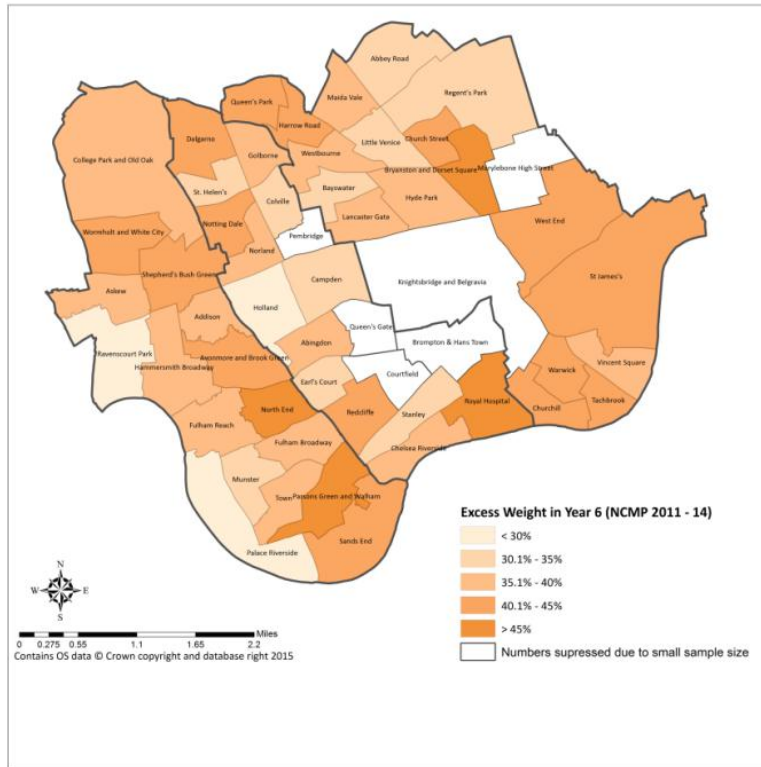 Abbey Road
Regent's Park
Maida Vale
Queen's Park
Harrow Road
Church Street
Little Venice
Dalgarno
College Park and Old Oak
Golborne
Westbourne
Bryanston and Dorset Square
Marylebone High Street
St. Helen's
Bayswater
Colville
Hyde Park
Lancaster Gate
West End
Notting Dale
Wormholt and White City
Pembridge
Norland
Shepherd's Bush Green
St James's
Campden
Knightsbridge and Belgravia
Askew
Holland
Addison
Queen's Gate
Abingdon
Brompton & Hans Town
Ravenscourt Park
Avonmore and Brook Green
Hammersmith Broadway
Vincent Square
Warwick
Courtfield
Earl's Court
Tachbrook
Royal Hospital
Churchill
North End
Redcliffe
Stanley
Fulham Reach
Fulham Broadway
Chelsea Riverside
Munster
Town
Parsons Green and Walham
Sands End
Palace Riverside
Excess Weight in Year 6 (NCMP 2011 - 14)
< 30%
30.1% - 35%
35.1% - 40%
40.1% - 45%
> 45%
Numbers supressed due to small sample size
N
W E
S
Miles
0 0.275 0.55 1.1 1.65 2.2
Contains OS data © Crown copyright and database right 2015